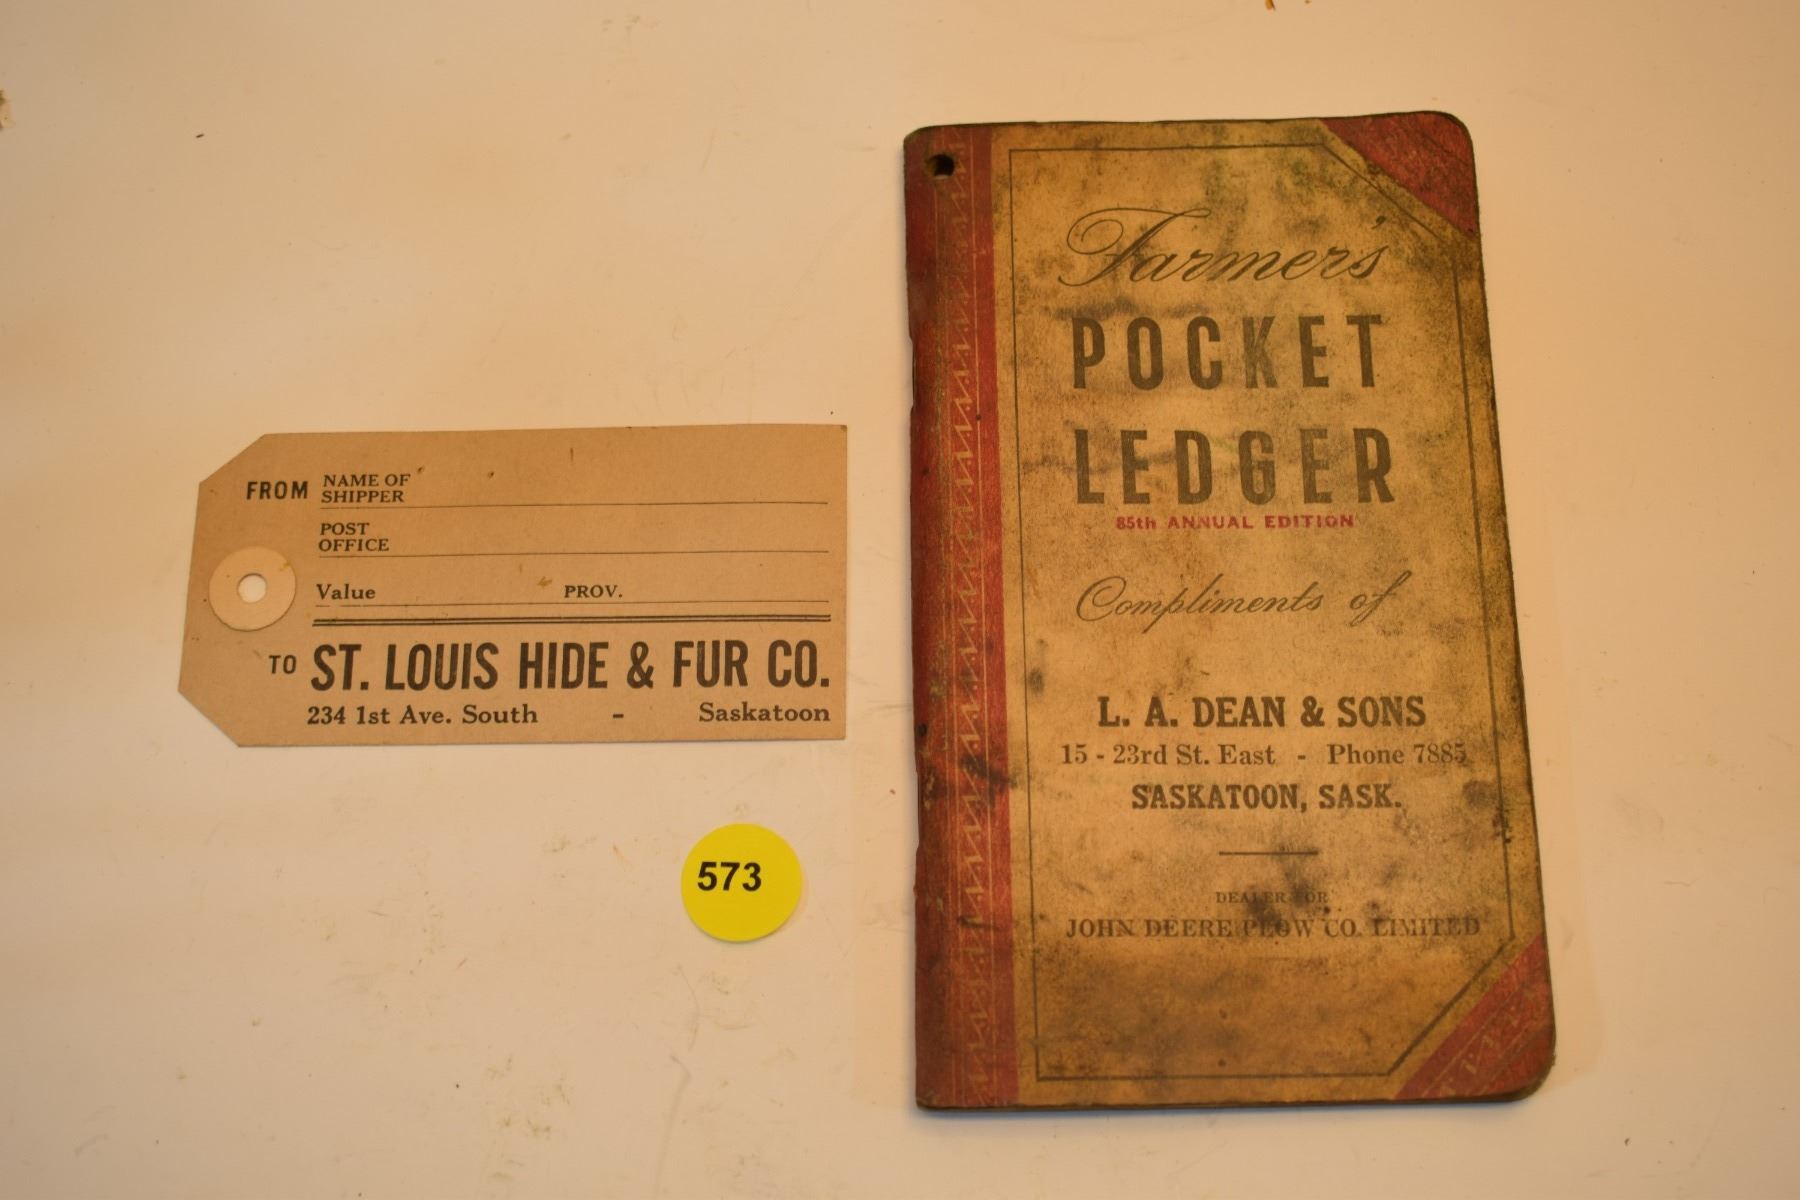 FROM NAME OF
SHIPPER
POST
OFFICE
Value PROV.
TO ST. LOUIS HIDE & FUR CO.
234 1st Ave. South - Saskatoon
573
Farmer's
POCKET
LEDGER
85th ANNUAL EDITION
Compliments of
L. A. DEAN & SONS
15 - 23rd St. East - Phone 7885
SASKATOON, SASK.
DEALER FOR
JOHN DEERE PLOW CO. LIMITED